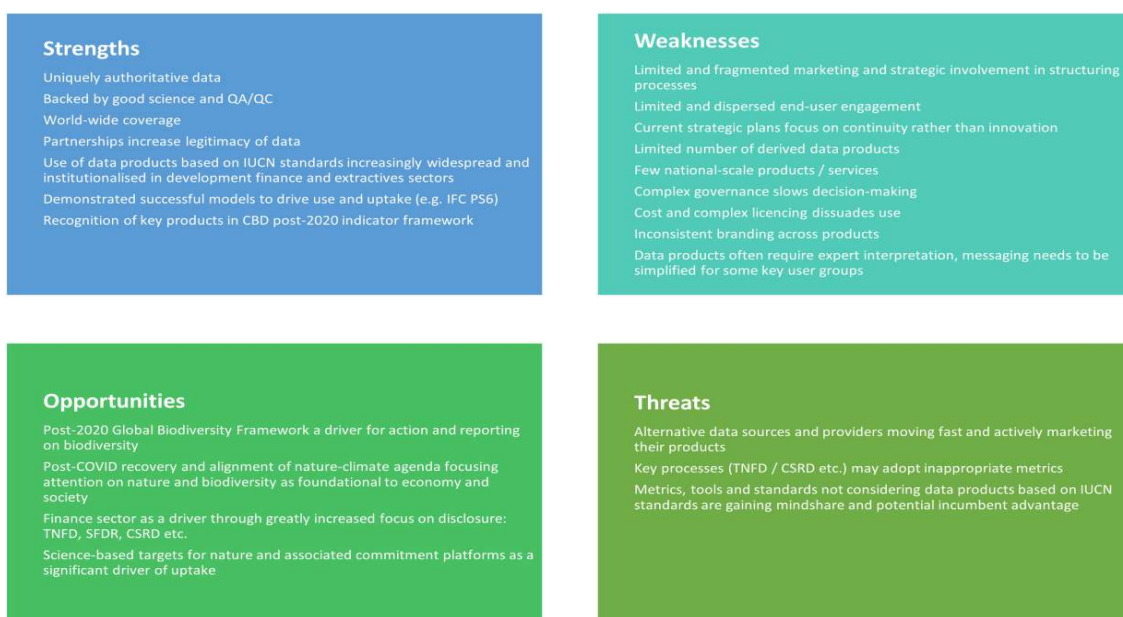 Strengths
Uniquely authoritative data
Backed by good science and QA/QC
World-wide coverage
Partnerships increase legitimacy of data
Use of data products based on IUCN standards increasingly widespread and
institutionalised in development finance and extractives sectors
Demonstrated successful models to drive use and uptake (e.g. IFC PS6)
Recognition of key products in CBD post-2020 indicator framework
Weaknesses
Limited and fragmented marketing and strategic involvement in structuring
processes
Limited and dispersed end-user engagement
Current strategic plans focus on continuity rather than innovation
Limited number of derived data products
Few national-scale products / services
Complex governance slows decision-making
Cost and complex licencing dissuades use
Inconsistent branding across products
Data products often require expert interpretation, messaging needs to be
simplified for some key user groups
Opportunities
Post-2020 Global Biodiversity Framework a driver for action and reporting
on biodiversity
Post-COVID recovery and alignment of nature-climate agenda focusing
attention on nature and biodiversity as foundational to economy and
society
Finance sector as a driver through greatly increased focus on disclosure:
TNFD, SFDR, CSRD etc.
Science-based targets for nature and associated commitment platforms as a
significant driver of uptake
Threats
Alternative data sources and providers moving fast and actively marketing
their products
Key processes (TNFD / CSRD etc.) may adopt inappropriate metrics
Metrics, tools and standards not considering data products based on IUCN
standards are gaining mindshare and potential incumbent advantage